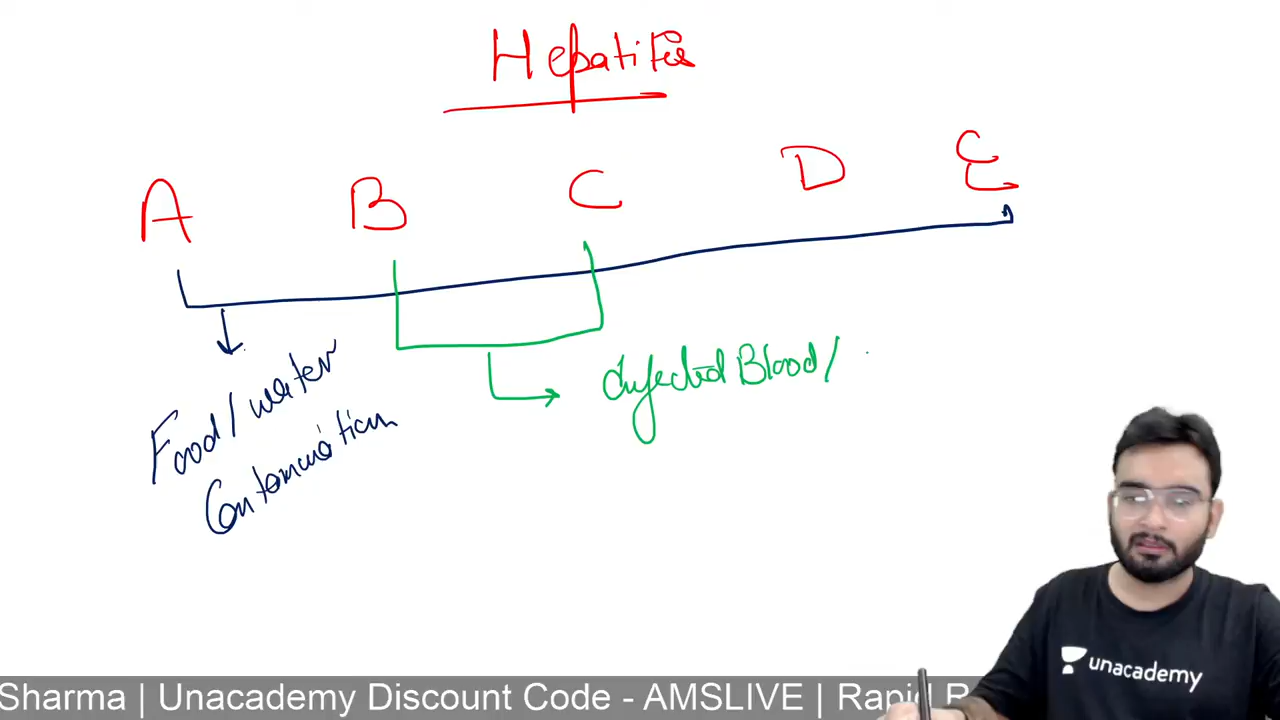 Hepatitis
A B C D E
Food/water
Contamination
Infected Blood/
unacademy
Sharma | Unacademy Discount Code - AMSLIVE | Rapid R